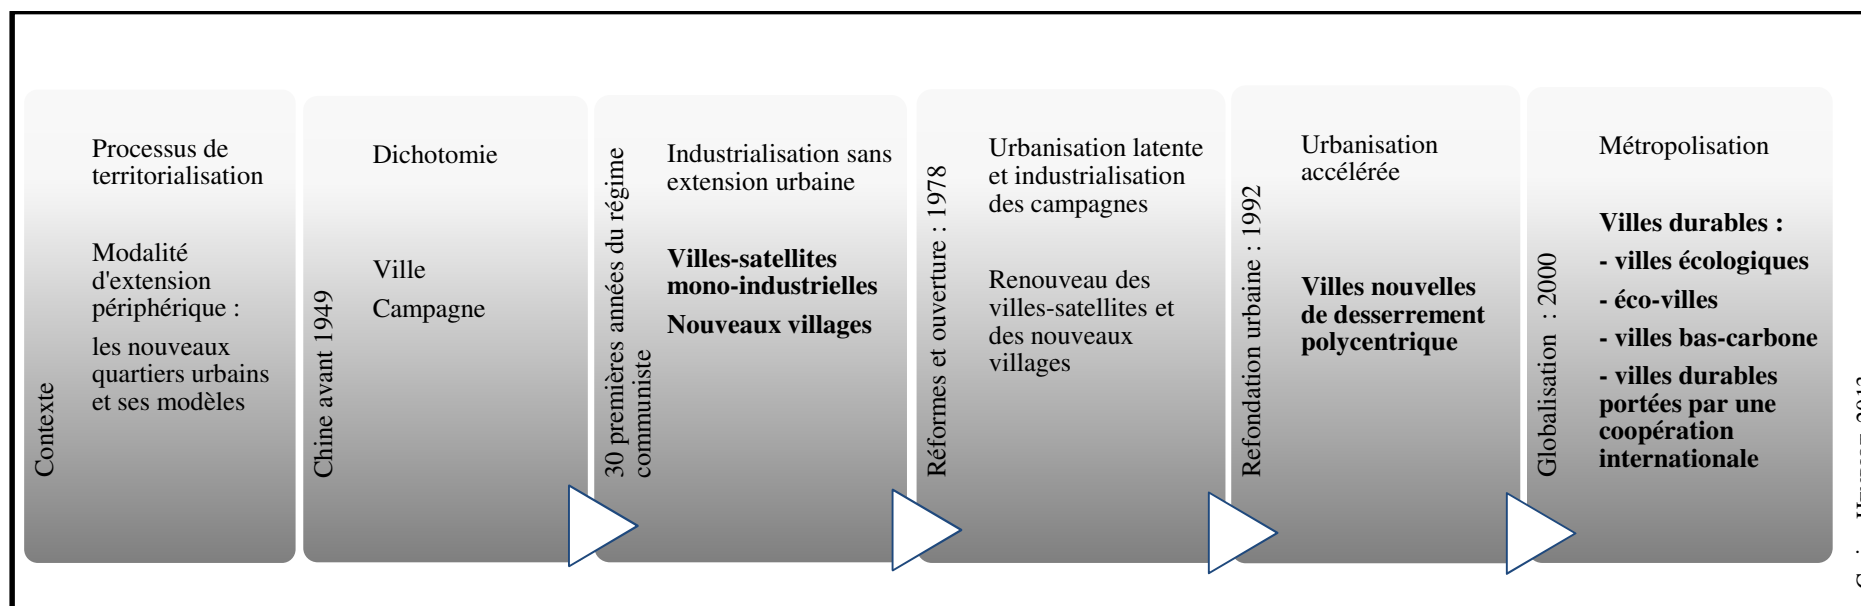 Contexte
Processus de
territorialisation
Modalité
d'extension
périphérique :
les nouveaux
quartiers urbains
et ses modèles
Chine avant 1949
Dichotomie
Ville
Campagne
30 premières années du régime
communiste
Industrialisation sans
extension urbaine
Villes-satellites
mono-industrielles
Nouveaux villages
Réformes et ouverture : 1978
Urbanisation latente
et industrialisation
des campagnes
Renouveau des
villes-satellites et
des nouveaux
villages
Refondation urbaine : 1992
Urbanisation
accélérée
Villes nouvelles
de desserrement
polycentrique
Globalisation : 2000
Métropolisation
Villes durables :
- villes écologiques
- éco-villes
- villes bas-carbone
- villes durables
portées par une
coopération
internationale